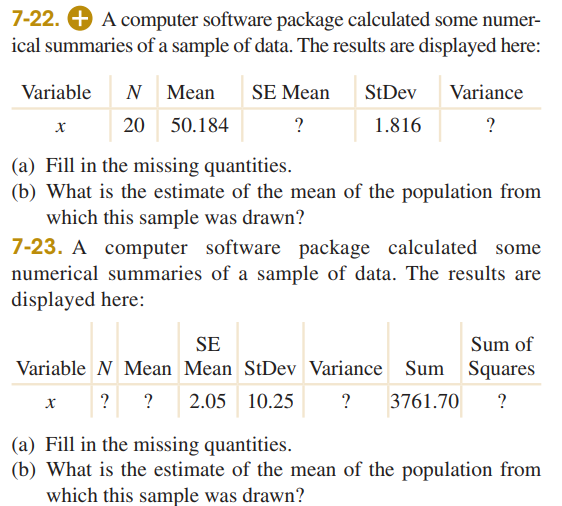 7-22. + A computer software package calculated some numer-
ical summaries of a sample of data. The results are displayed here:
Variable N Mean SE Mean StDev Variance
x 20 50.184 ? 1.816 ?
(a) Fill in the missing quantities.
(b) What is the estimate of the mean of the population from
which this sample was drawn?
7-23. A computer software package calculated some
numerical summaries of a sample of data. The results are
displayed here:
SE Sum of
Variable N Mean Mean StDev Variance Sum Squares
x ? ? 2.05 10.25 ? 3761.70 ?
(a) Fill in the missing quantities.
(b) What is the estimate of the mean of the population from
which this sample was drawn?